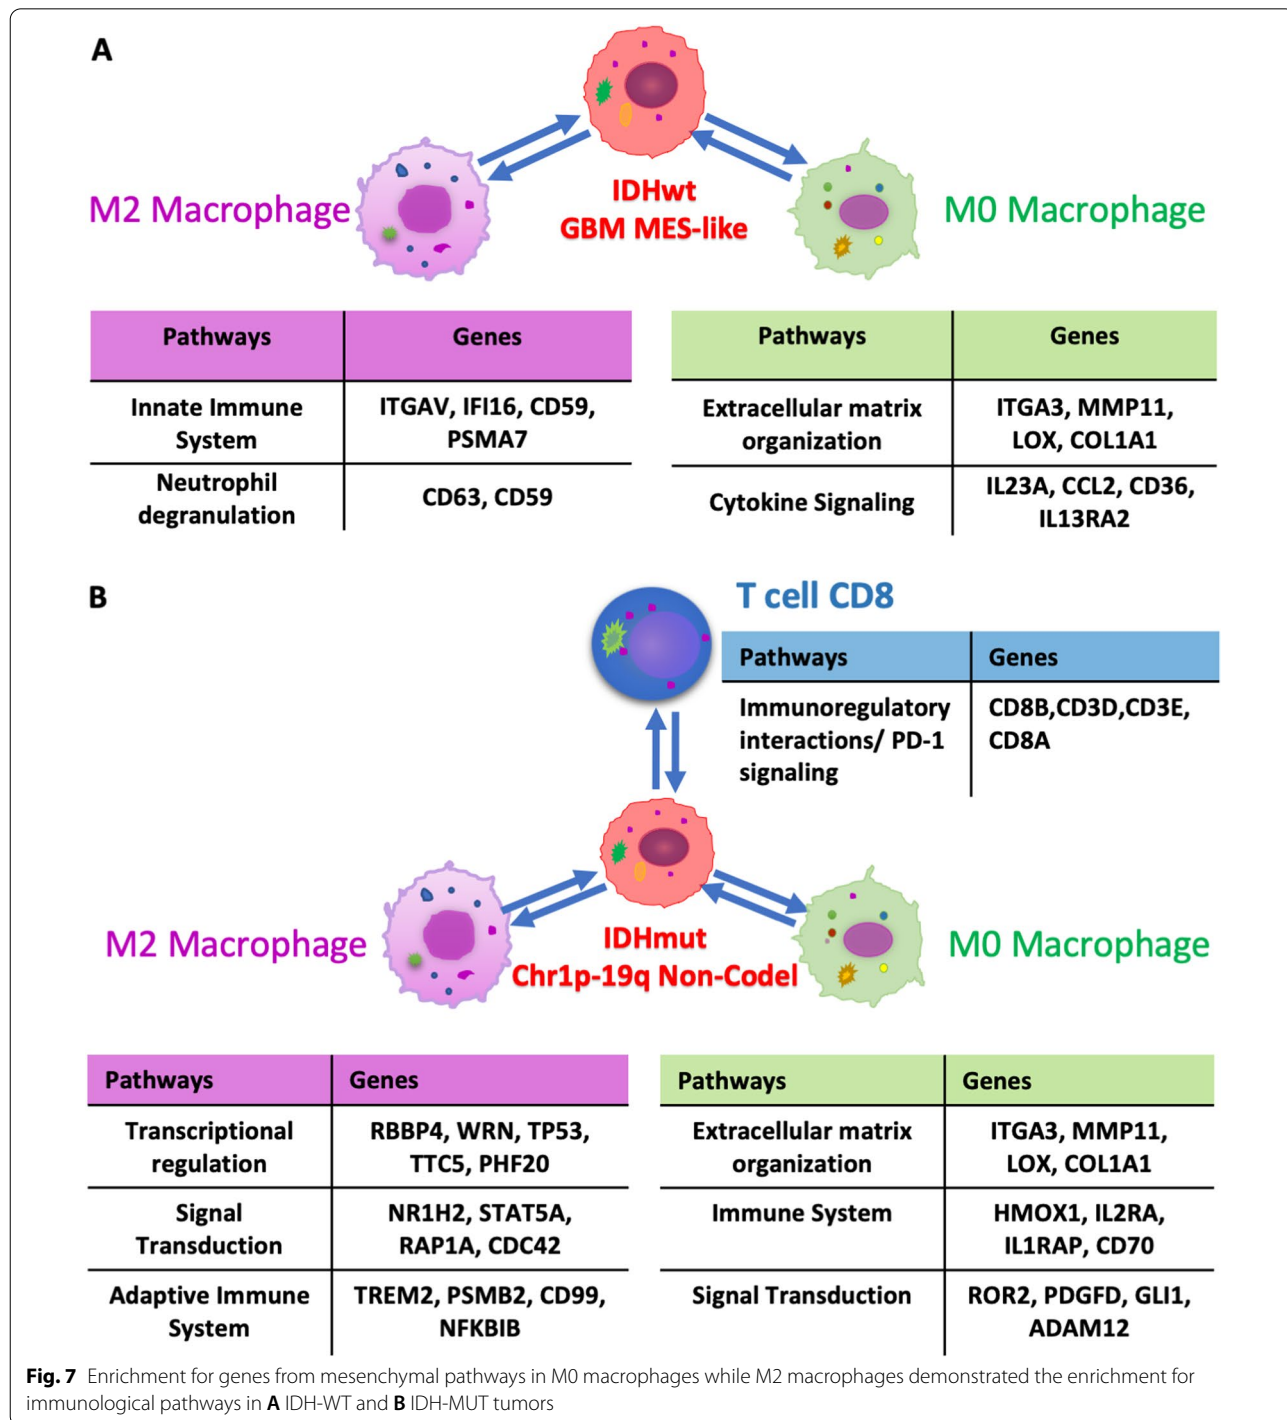 A
IDHwt
GBM MES-like
M2 Macrophage
M0 Macrophage
Pathways Genes
Innate Immune
System
ITGAV, IFI16, CD59,
PSMA7
Neutrophil
degranulation
CD63, CD59
Pathways Genes
Extracellular matrix
organization
ITGA3, MMP11,
LOX, COL1A1
Cytokine Signaling
IL23A, CCL2, CD36,
IL13RA2
B
T cell CD8
Pathways Genes
Immunoregulatory
interactions/ PD-1
signaling
CD8B,CD3D,CD3E,
CD8A
M2 Macrophage
IDHmut
Chr1p-19q Non-Codel
M0 Macrophage
Pathways Genes
Transcriptional
regulation
RBBP4, WRN, TP53,
TTC5, PHF20
Signal
Transduction
NR1H2, STAT5A,
RAP1A, CDC42
Adaptive Immune
System
TREM2, PSMB2, CD99,
NFKBIB
Pathways Genes
Extracellular matrix
organization
ITGA3, MMP11,
LOX, COL1A1
Immune System
HMOX1, IL2RA,
IL1RAP, CD70
Signal Transduction
ROR2, PDGFD, GLI1,
ADAM12
Fig. 7 Enrichment for genes from mesenchymal pathways in M0 macrophages while M2 macrophages demonstrated the enrichment for
immunological pathways in A IDH-WT and B IDH-MUT tumors